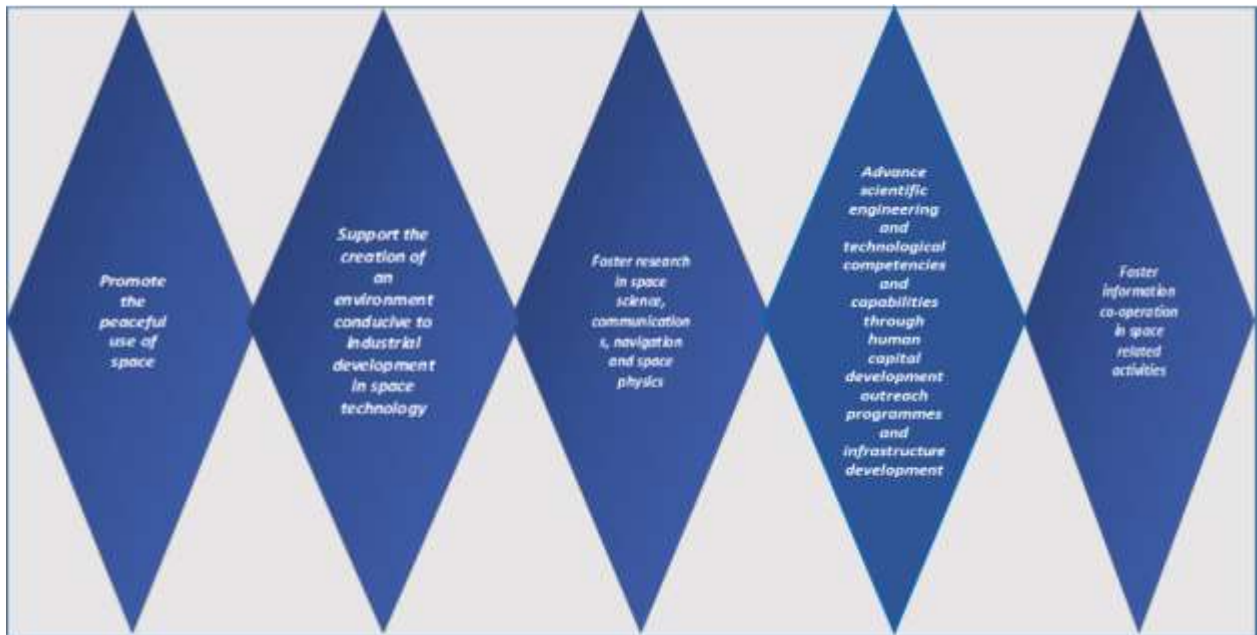 Promote
the
peaceful
use of
space
Support the
creation of
an
environment
conducive to
industrial
development
in space
technology
Foster research
in space
science,
communication
s, navigation
and space
physics
Advance
scientific
engineering
and
technological
competencies
and
capabilities
through
human
capital
development
outreach
programmes
and
infrastructure
development
Foster
information
co-operation
in space
related
activities